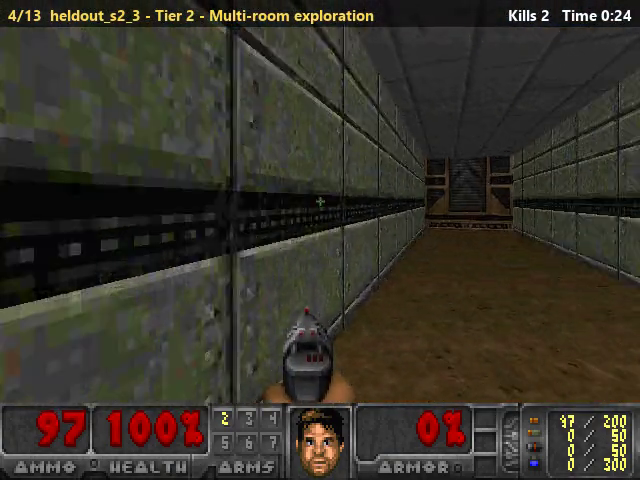 4/13 heldout_s2_3 - Tier 2 - Multi-room exploration
Kills 2 Time 0:24
97 100% 2 3 4 0% 97 / 200
5 6 7 0 / 50
0 / 50
AMMO HEALTH ARMS ARMOR 0 / 300